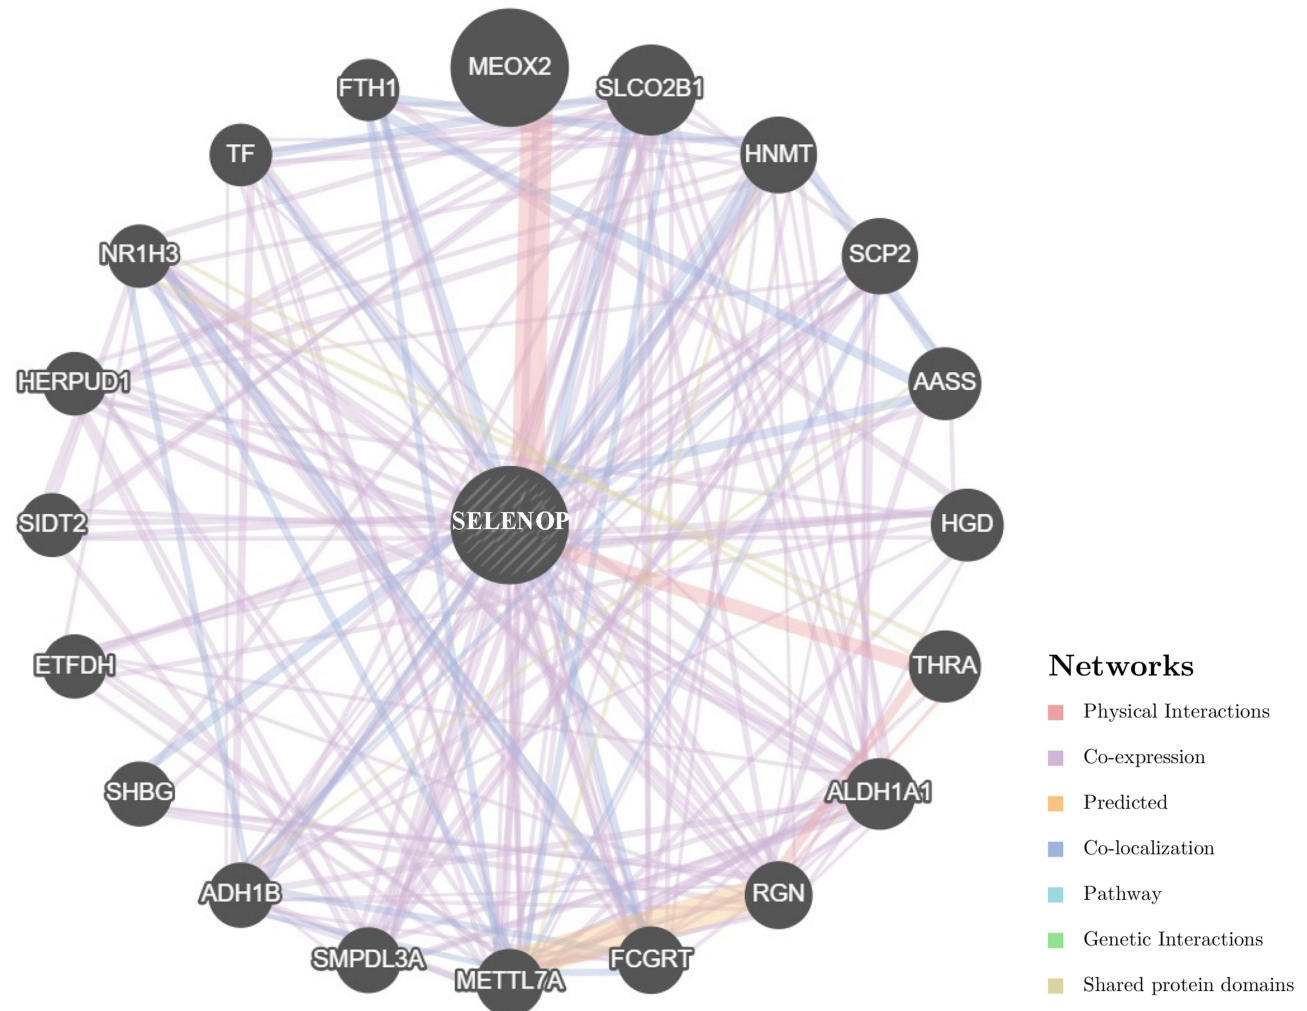 MEOX2
FTH1
SLCO2B1
TF
HNMT
NR1H3
SCP2
HERPUD1
AASS
SIDT2
SELENOP
HGD
ETFDH
THRA
SHBG
ALDH1A1
ADH1B
RGN
SMPDL3A
METTL7A
FCGRT
Networks
Physical Interactions
Co-expression
Predicted
Co-localization
Pathway
Genetic Interactions
Shared protein domains